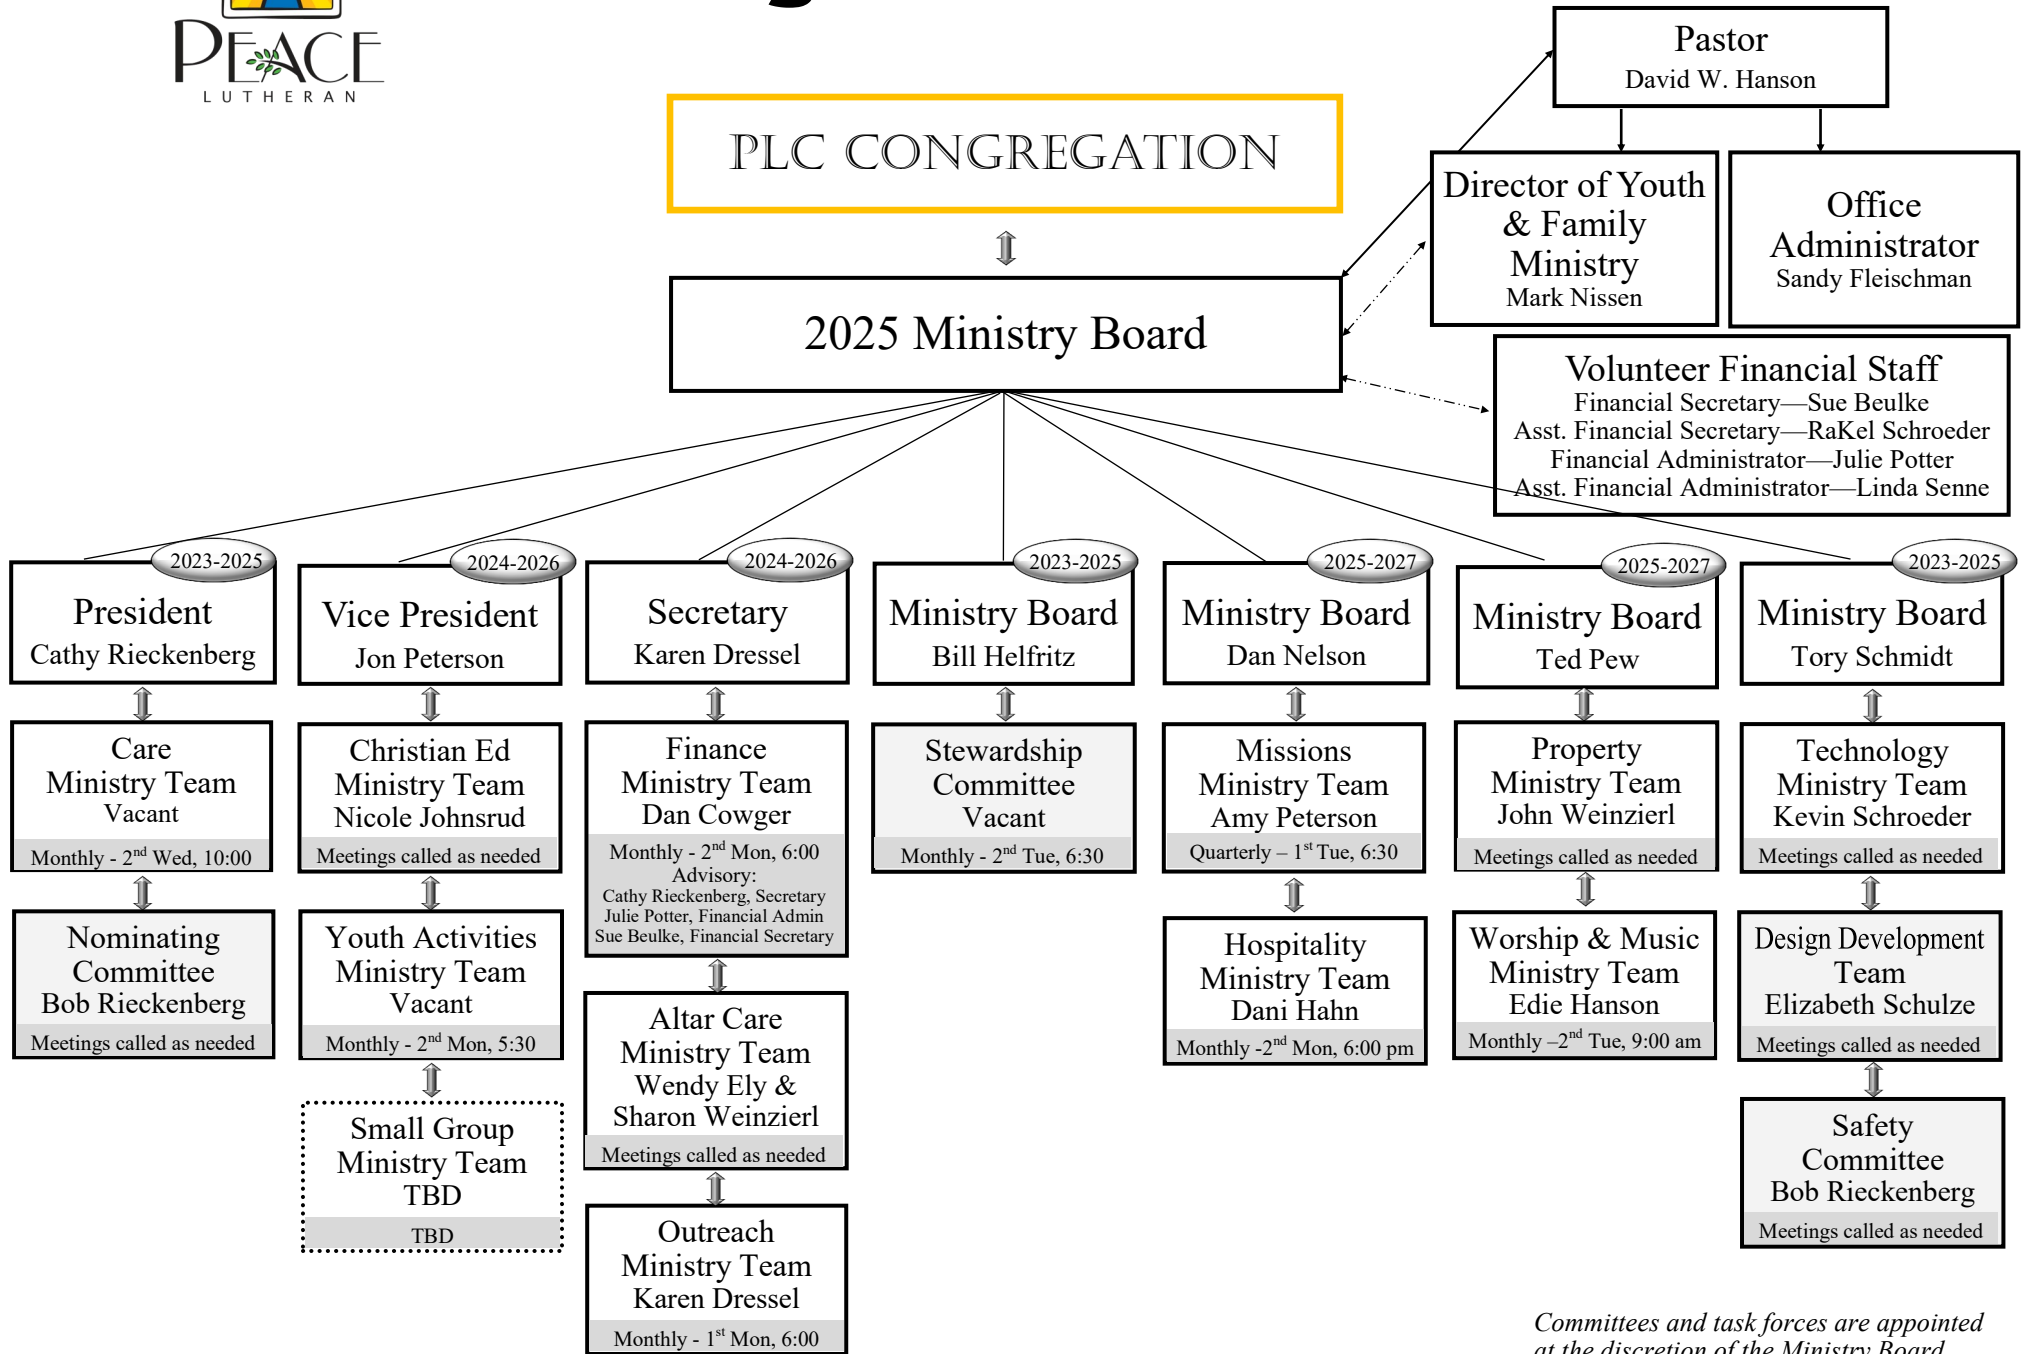 PEACE
LUTHERAN
Pastor
David W. Hanson
PLC CONGREGATION
Director of Youth
& Family
Ministry
Mark Nissen
Office
Administrator
Sandy Fleischman
2025 Ministry Board
Volunteer Financial Staff
Financial Secretary—Sue Beulke
Asst. Financial Secretary—RaKel Schroeder
Financial Administrator—Julie Potter
Asst. Financial Administrator—Linda Senne
2023-2025
President
Cathy Rieckenberg
Care
Ministry Team
Vacant
Monthly - 2nd Wed, 10:00
Nominating
Committee
Bob Rieckenberg
Meetings called as needed
2024-2026
Vice President
Jon Peterson
Christian Ed
Ministry Team
Nicole Johnsrud
Meetings called as needed
Youth Activities
Ministry Team
Vacant
Monthly - 2nd Mon, 5:30
Small Group
Ministry Team
TBD
TBD
2024-2026
Secretary
Karen Dressel
Finance
Ministry Team
Dan Cowger
Monthly - 2nd Mon, 6:00
Advisory:
Cathy Rieckenberg, Secretary
Julie Potter, Financial Admin
Sue Beulke, Financial Secretary
Altar Care
Ministry Team
Wendy Ely &
Sharon Weinzierl
Meetings called as needed
Outreach
Ministry Team
Karen Dressel
Monthly - 1st Mon, 6:00
2023-2025
Ministry Board
Bill Helfritz
Stewardship
Committee
Vacant
Monthly - 2nd Tue, 6:30
2025-2027
Ministry Board
Dan Nelson
Missions
Ministry Team
Amy Peterson
Quarterly – 1st Tue, 6:30
Hospitality
Ministry Team
Dani Hahn
Monthly -2nd Mon, 6:00 pm
2025-2027
Ministry Board
Ted Pew
Property
Ministry Team
John Weinzierl
Meetings called as needed
Worship & Music
Ministry Team
Edie Hanson
Monthly –2nd Tue, 9:00 am
2023-2025
Ministry Board
Tory Schmidt
Technology
Ministry Team
Kevin Schroeder
Meetings called as needed
Design Development
Team
Elizabeth Schulze
Meetings called as needed
Safety
Committee
Bob Rieckenberg
Meetings called as needed
Committees and task forces are appointed
at the discretion of the Ministry Board